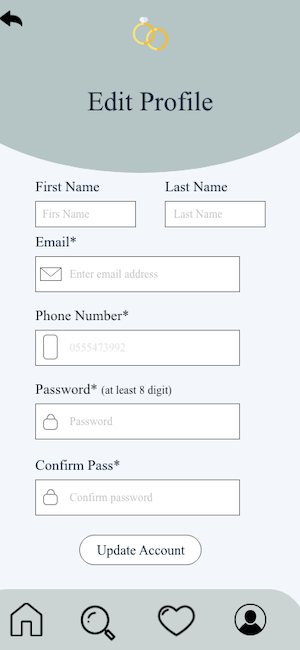 Edit Profile
First Name Last Name
Firs Name Last Name
Email*
Enter email address
Phone Number*
0555473992
Password* (at least 8 digit)
Password
Confirm Pass*
Confirm password
Update Account